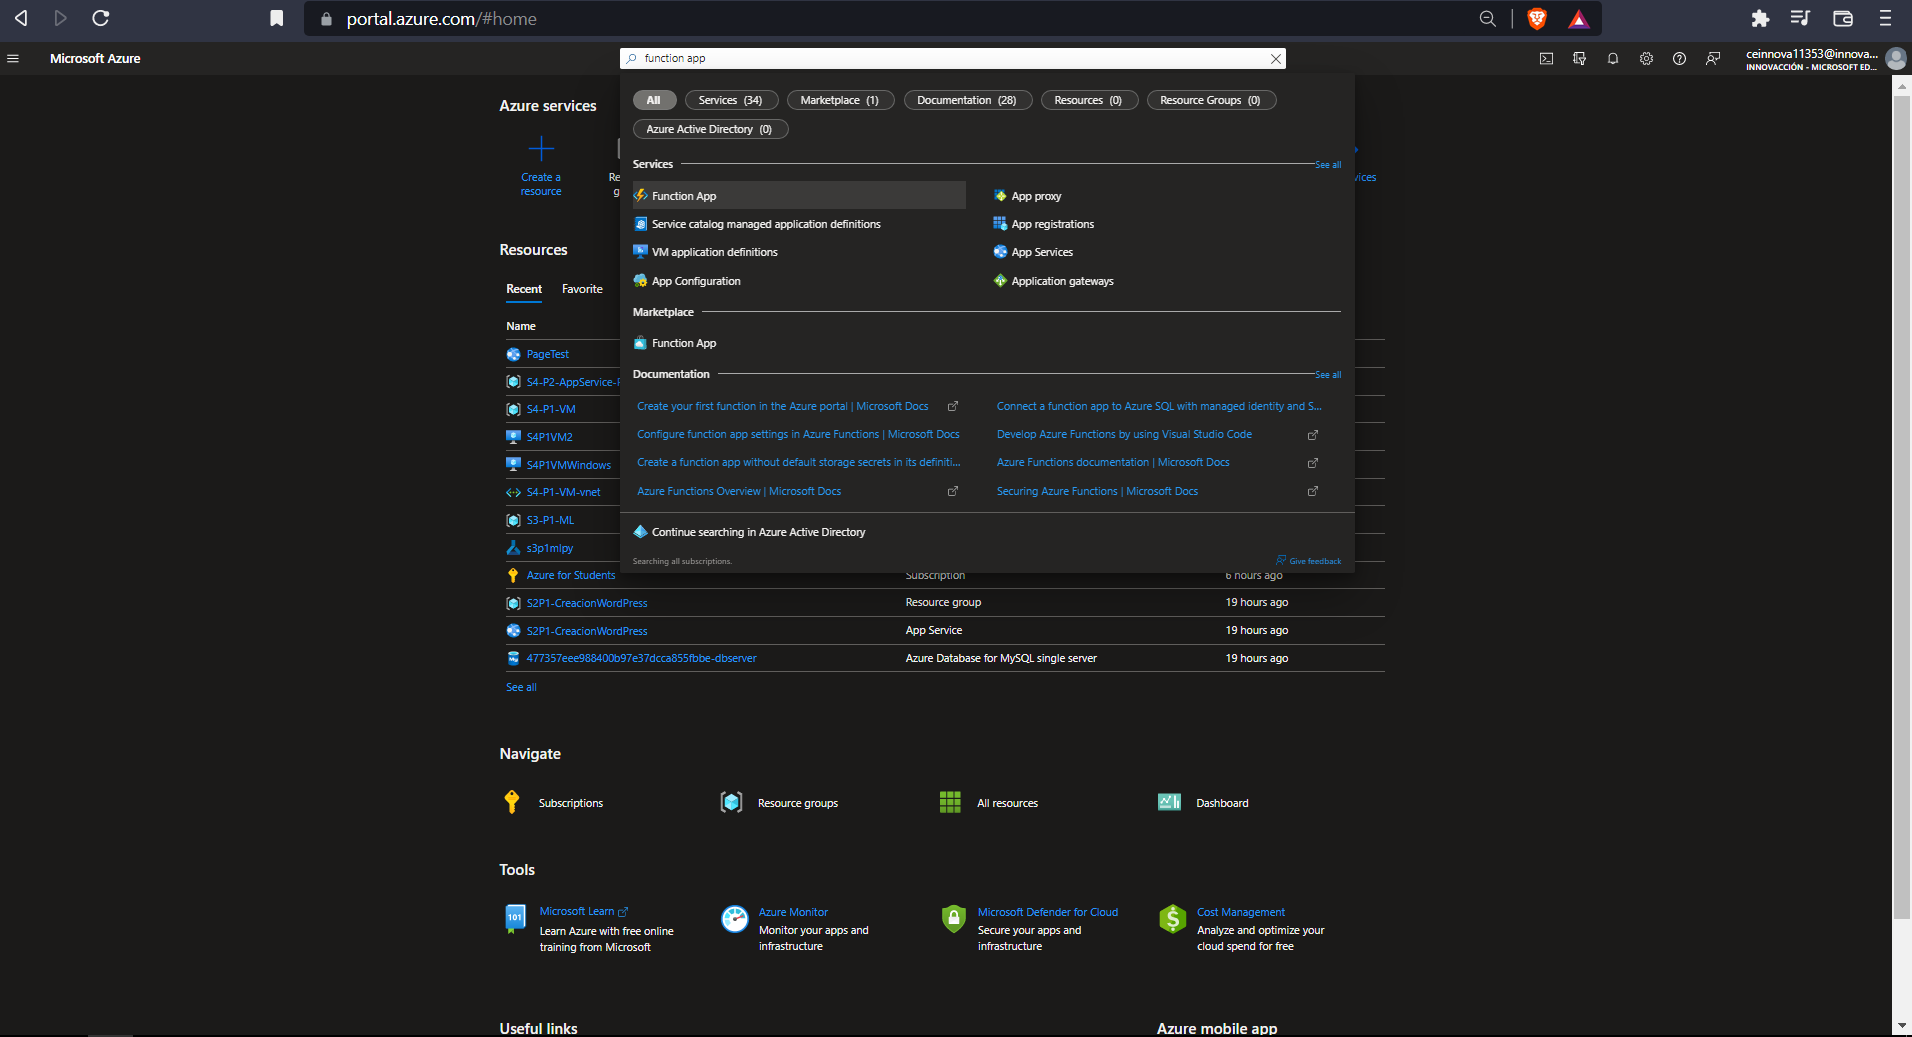 portal.azure.com/#home
Microsoft Azure
function app
ceinnova11353@innova...
INNOVACCIÓN - MICROSOFT ED...
Azure services
Create a resource
Re
g
vices
All
Services (34)
Marketplace (1)
Documentation (28)
Resources (0)
Resource Groups (0)
Azure Active Directory (0)
Services
See all
Function App
App proxy
Service catalog managed application definitions
App registrations
VM application definitions
App Services
App Configuration
Application gateways
Marketplace
Function App
Documentation
See all
Create your first function in the Azure portal | Microsoft Docs
Connect a function app to Azure SQL with managed identity and S...
Configure function app settings in Azure Functions | Microsoft Docs
Develop Azure Functions by using Visual Studio Code
Create a function app without default storage secrets in its definiti...
Azure Functions documentation | Microsoft Docs
Azure Functions Overview | Microsoft Docs
Securing Azure Functions | Microsoft Docs
Continue searching in Azure Active Directory
Searching all subscriptions.
Give feedback
Resources
Recent
Favorite
Name
PageTest
S4-P2-AppService-
S4-P1-VM
S4P1VM2
S4P1VMWindows
S4-P1-VM-vnet
S3-P1-ML
s3p1mlpy
Azure for Students
Subscription
6 hours ago
S2P1-CreacionWordPress
Resource group
19 hours ago
S2P1-CreacionWordPress
App Service
19 hours ago
477357eee988400b97e37dcca855fbbe-dbserver
Azure Database for MySQL single server
19 hours ago
See all
Navigate
Subscriptions
Resource groups
All resources
Dashboard
Tools
101
Microsoft Learn
Learn Azure with free online
training from Microsoft
Azure Monitor
Monitor your apps and
infrastructure
Microsoft Defender for Cloud
Secure your apps and
infrastructure
Cost Management
Analyze and optimize your
cloud spend for free
Useful links
Azure mobile app